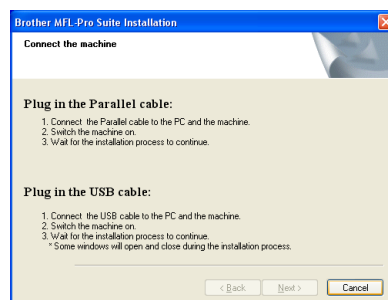 Brother MFL-Pro Suite Installation
Connect the machine
Plug in the Parallel cable:
1. Connect the Parallel cable to the PC and the machine.
2. Switch the machine on.
3. Wait for the installation process to continue.
Plug in the USB cable:
1. Connect the USB cable to the PC and the machine.
2. Switch the machine on.
3. Wait for the installation process to continue.
* Some windows will open and close during the installation process.
< Back Next > Cancel